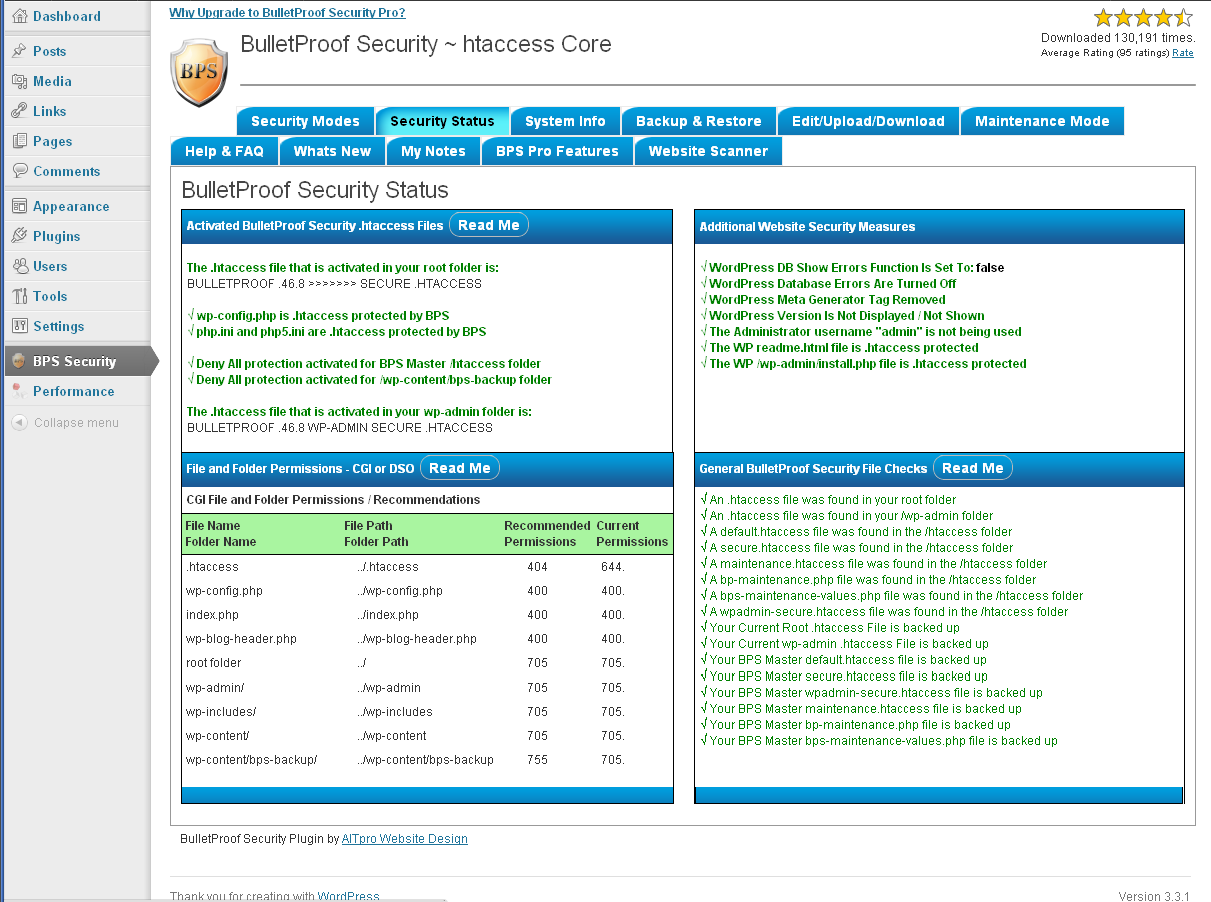 Dashboard
Posts
Media
Links
Pages
Comments
Appearance
Plugins
Users
Tools
Settings
BPS Security
Performance
Collapse menu
Why Upgrade to BulletProof Security Pro?
BPS
BulletProof Security ~ htaccess Core
Downloaded 130,191 times.
Average Rating (95 ratings) Rate
Security Modes Security Status System Info Backup & Restore Edit/Upload/Download Maintenance Mode
Help & FAQ Whats New My Notes BPS Pro Features Website Scanner
BulletProof Security Status
Activated BulletProof Security .htaccess Files Read Me
The .htaccess file that is activated in your root folder is:
BULLETPROOF .46.8 >>>>>>> SECURE .HTACCESS
√ wp-config.php is .htaccess protected by BPS
√ php.ini and php5.ini are .htaccess protected by BPS
√ Deny All protection activated for BPS Master /htaccess folder
√ Deny All protection activated for /wp-content/bps-backup folder
The .htaccess file that is activated in your wp-admin folder is:
BULLETPROOF .46.8 WP-ADMIN SECURE .HTACCESS
Additional Website Security Measures
√ WordPress DB Show Errors Function Is Set To: false
√ WordPress Database Errors Are Turned Off
√ WordPress Meta Generator Tag Removed
√ WordPress Version Is Not Displayed / Not Shown
√ The Administrator username "admin" is not being used
√ The WP readme.html file is .htaccess protected
√ The WP /wp-admin/install.php file is .htaccess protected
File and Folder Permissions - CGI or DSO Read Me
CGI File and Folder Permissions / Recommendations
File Name File Path Recommended Current
Folder Name Folder Path Permissions Permissions
.htaccess ../.htaccess 404 644.
wp-config.php ../wp-config.php 400 400.
index.php ../index.php 400 400.
wp-blog-header.php ../wp-blog-header.php 400 400.
root folder ../ 705 705.
wp-admin/ ../wp-admin 705 705.
wp-includes/ ../wp-includes 705 705.
wp-content/ ../wp-content 705 705.
wp-content/bps-backup/ ../wp-content/bps-backup 755 705.
General BulletProof Security File Checks Read Me
√ An .htaccess file was found in your root folder
√ An .htaccess file was found in your /wp-admin folder
√ A default.htaccess file was found in the /htaccess folder
√ A secure.htaccess file was found in the /htaccess folder
√ A maintenance.htaccess file was found in the /htaccess folder
√ A bp-maintenance.php file was found in the /htaccess folder
√ A bps-maintenance-values.php file was found in the /htaccess folder
√ A wpadmin-secure.htaccess file was found in the /htaccess folder
√ Your Current Root .htaccess File is backed up
√ Your Current wp-admin .htaccess File is backed up
√ Your BPS Master default.htaccess file is backed up
√ Your BPS Master secure.htaccess file is backed up
√ Your BPS Master wpadmin-secure.htaccess file is backed up
√ Your BPS Master maintenance.htaccess file is backed up
√ Your BPS Master bp-maintenance.php file is backed up
√ Your BPS Master bps-maintenance-values.php file is backed up
BulletProof Security Plugin by AITpro Website Design
Thank you for creating with WordPress
Version 3.3.1